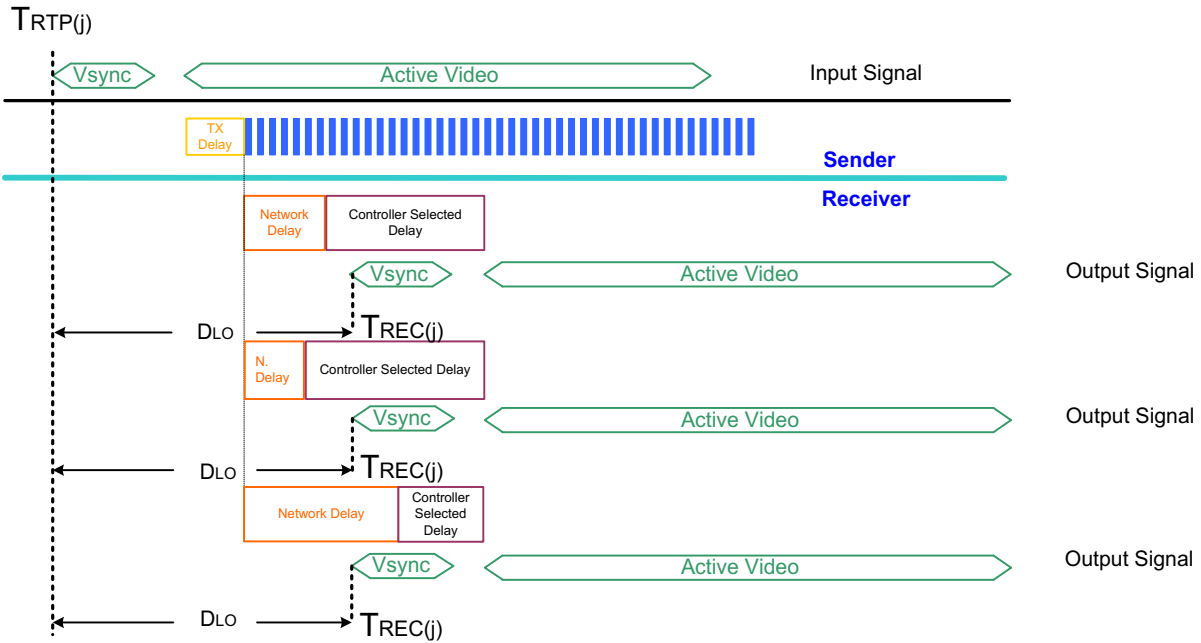 TRTP(j)
Vsync
Active Video
Input Signal
TX
Delay
Sender
Receiver
Network
Delay
Controller Selected
Delay
Vsync
Active Video
Output Signal
DLO
TREC(j)
N.
Delay
Controller Selected Delay
Vsync
Active Video
Output Signal
DLO
TREC(j)
Network Delay
Controller
Selected
Delay
Vsync
Active Video
Output Signal
DLO
TREC(j)